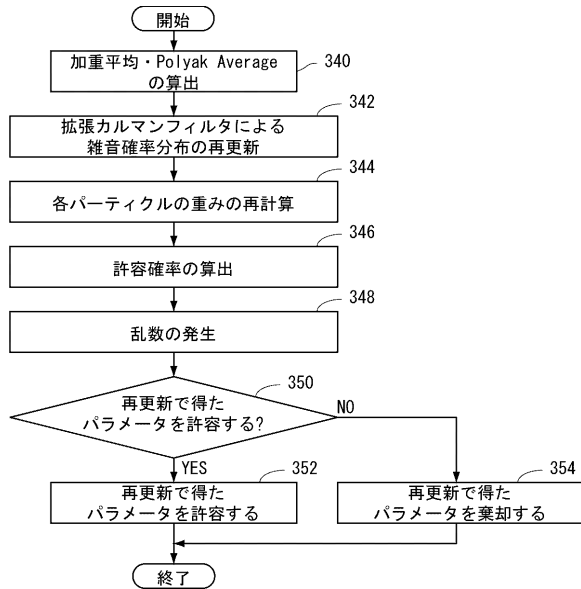 開始
加重平均・Polyak Average
の算出
340
342
拡張カルマンフィルタによる
雑音確率分布の再更新
344
各パーティクルの重みの再計算
346
許容確率の算出
348
乱数の発生
350
再更新で得た
パラメータを許容する?
NO
YES
352
再更新で得た
パラメータを許容する
354
再更新で得た
パラメータを棄却する
終了